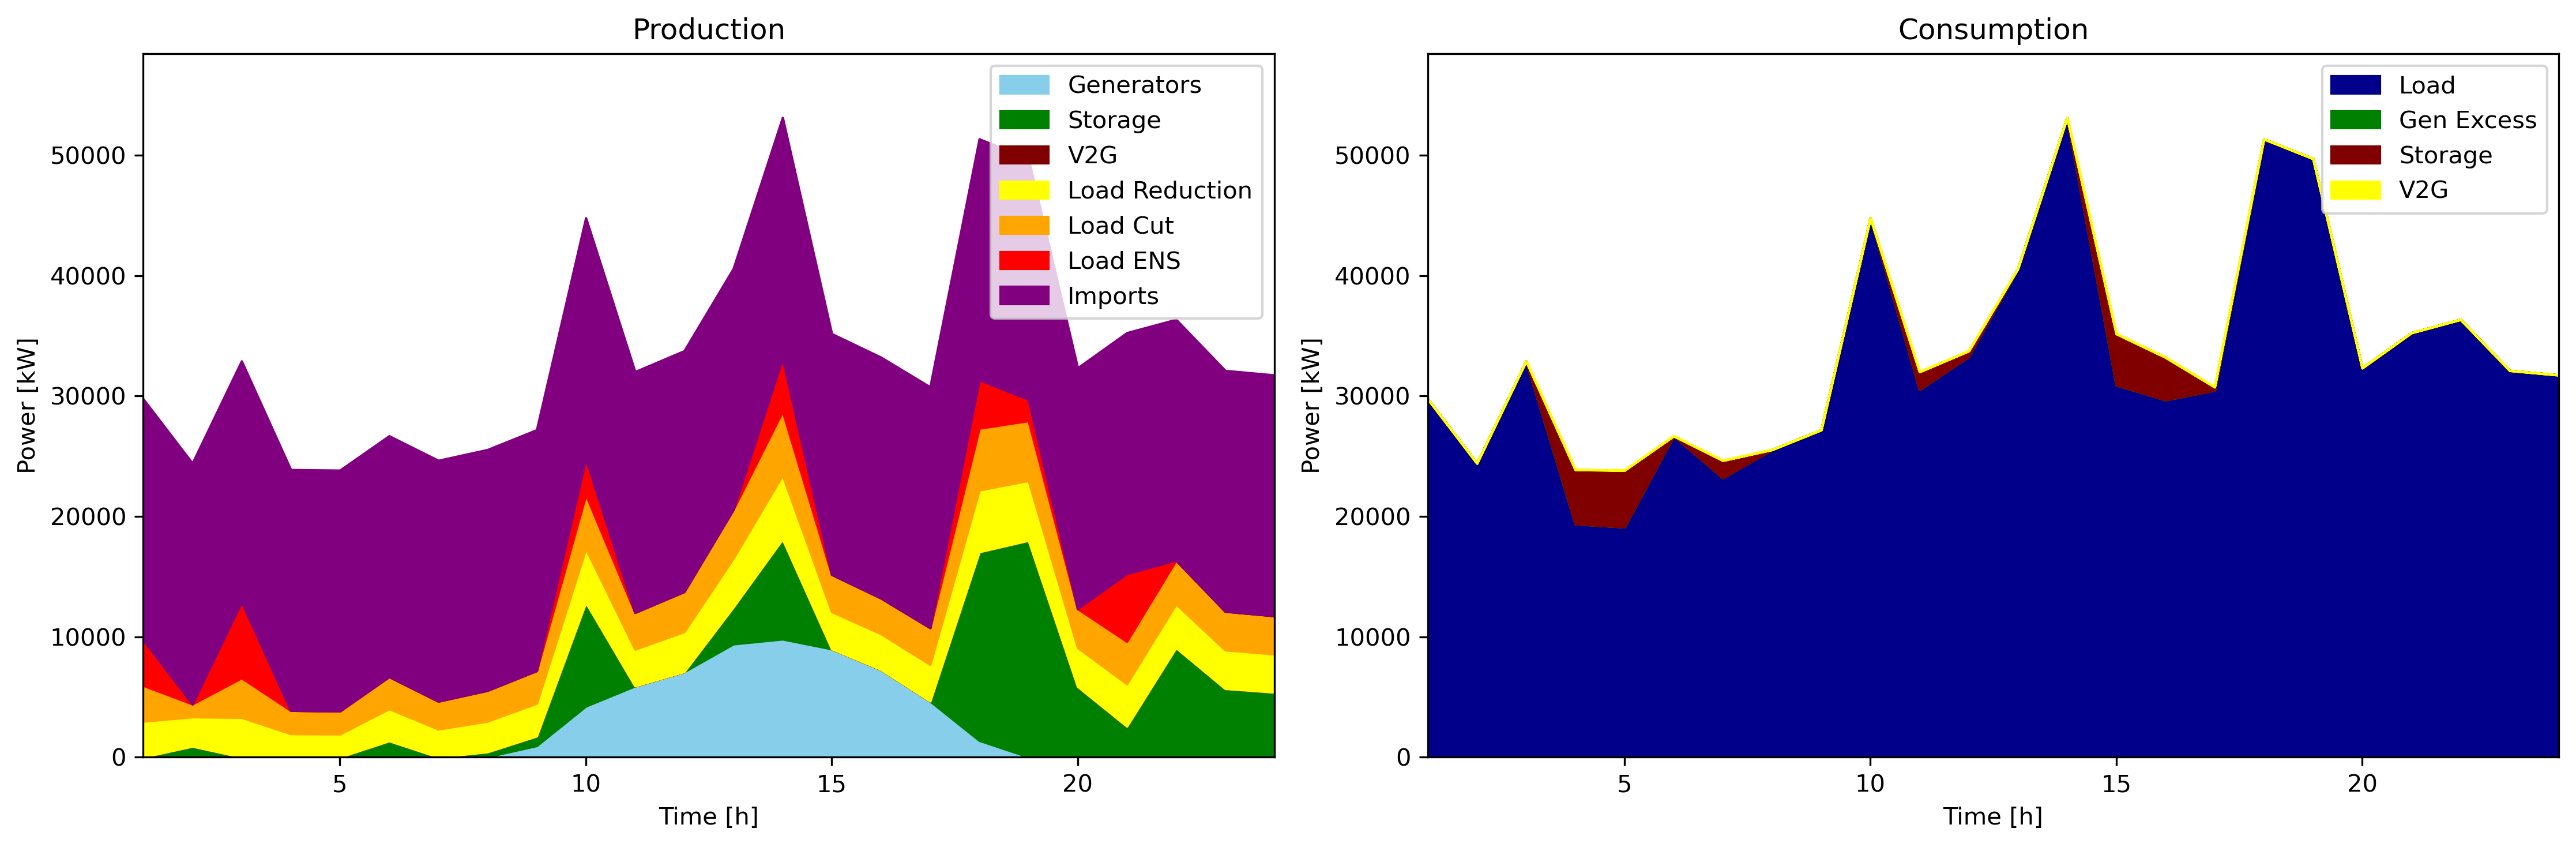 Production
Power [kW]
50000
40000
30000
20000
10000
0
5
10
15
20
Time [h]
Generators
Storage
V2G
Load Reduction
Load Cut
Load ENS
Imports
Consumption
Power [kW]
50000
40000
30000
20000
10000
0
5
10
15
20
Time [h]
Load
Gen Excess
Storage
V2G